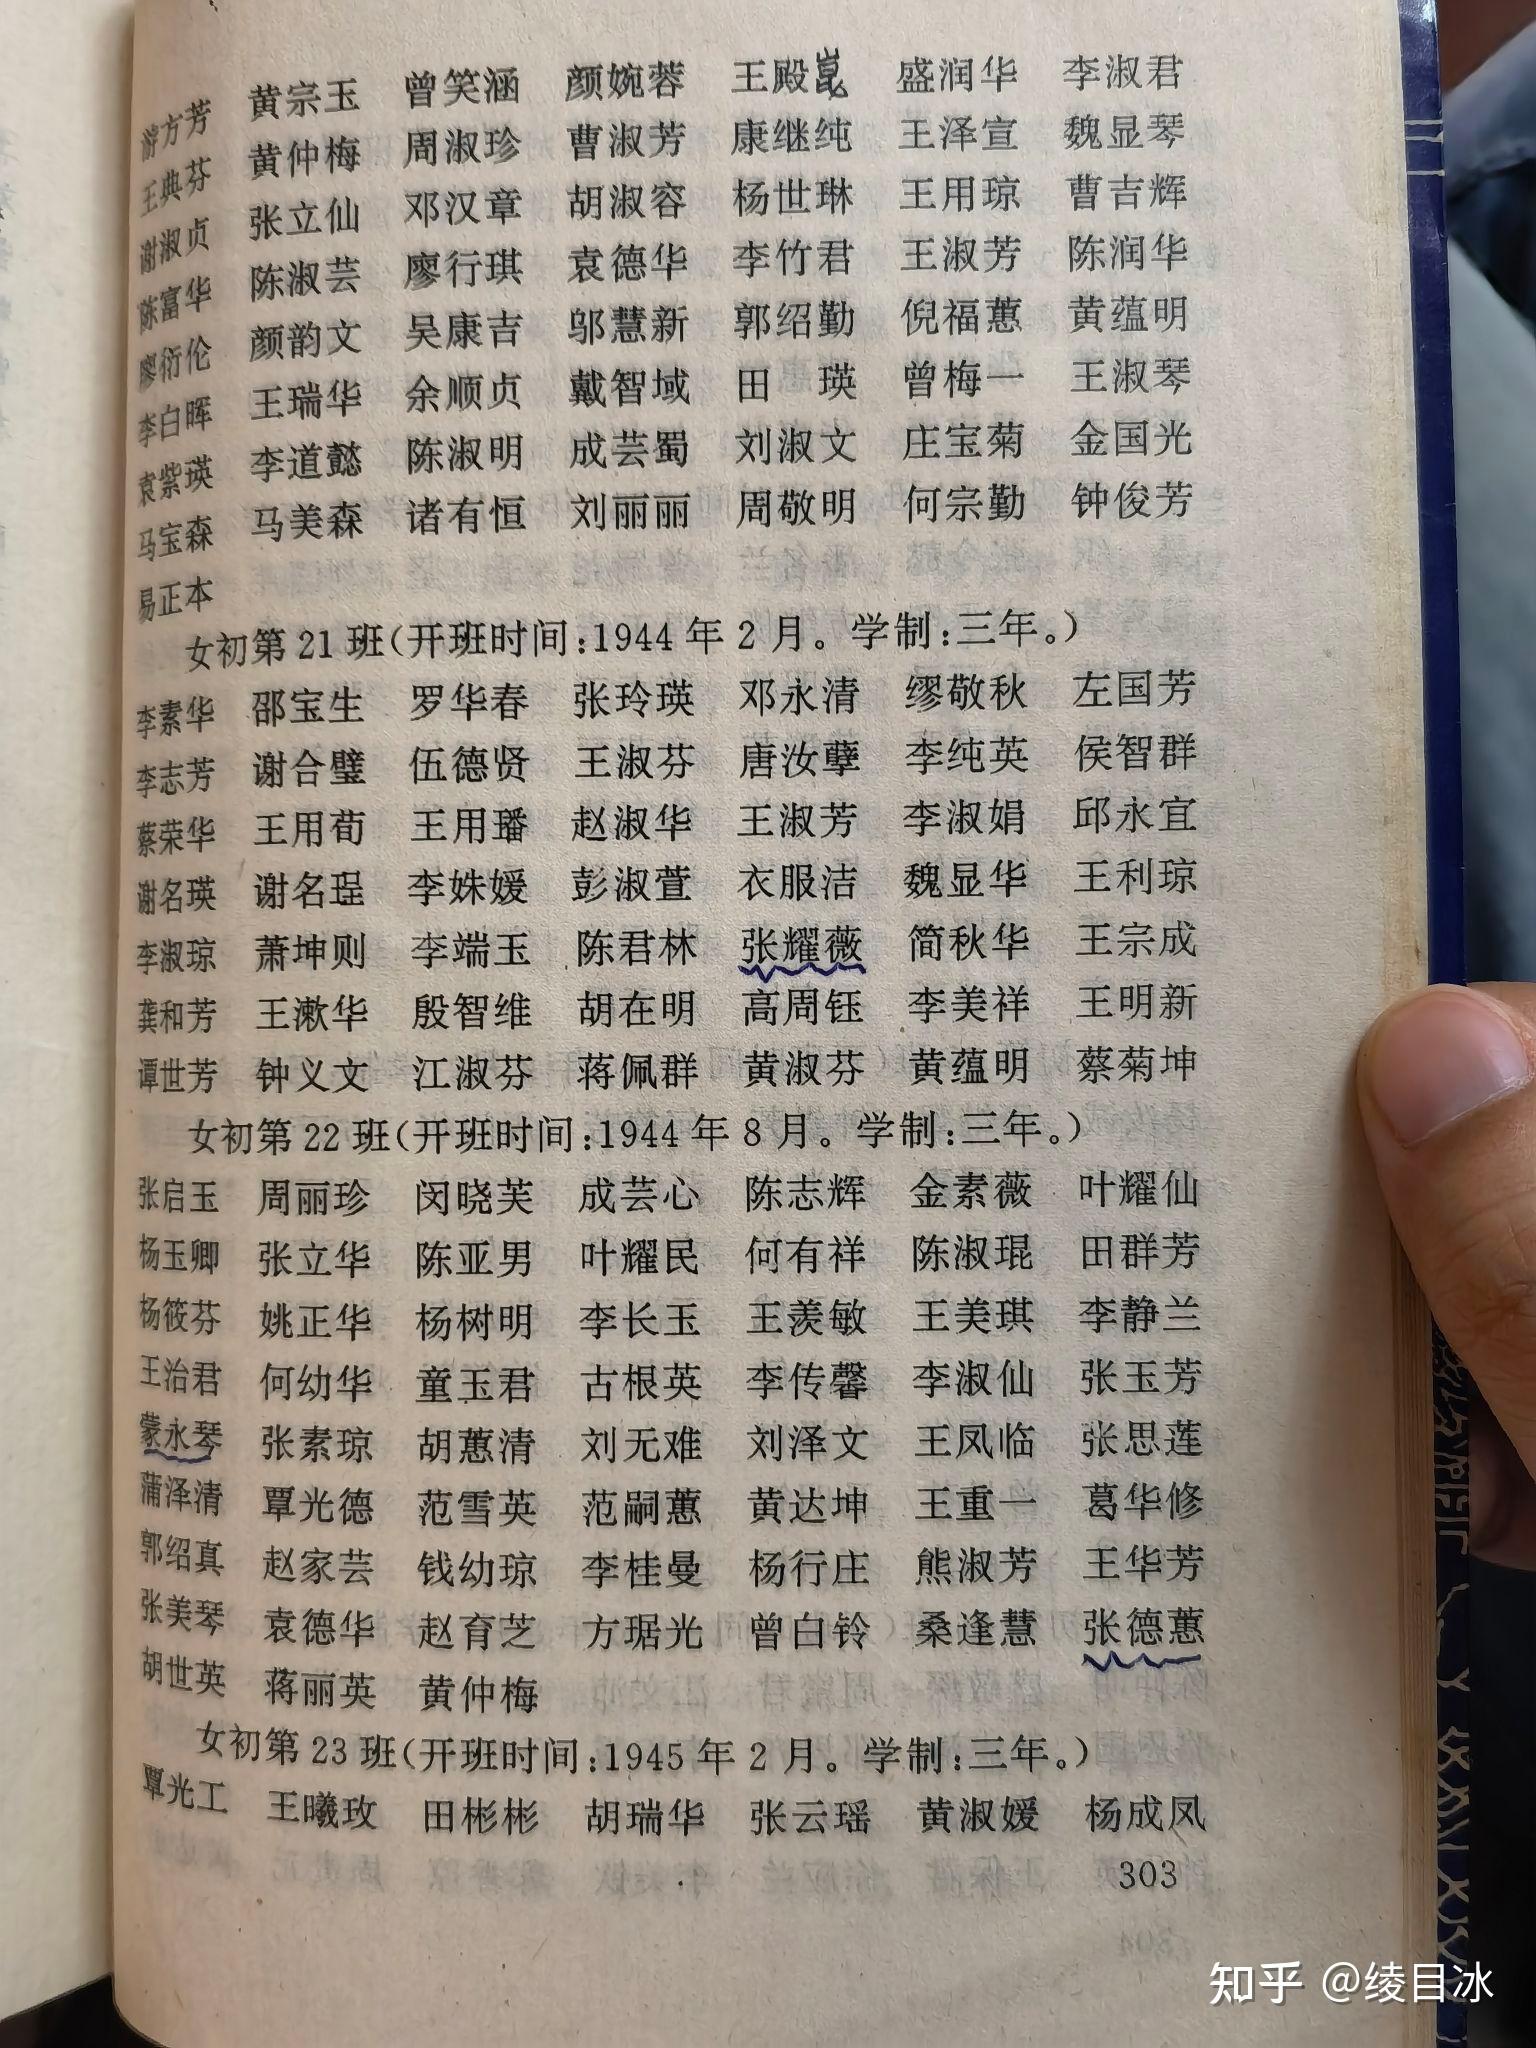 游方芳 黄宗玉 曾笑涵 颜婉蓉 王殿崑 盛润华 李淑君
王典芬 黄仲梅 周淑珍 曹淑芳 康继纯 王泽宣 魏显琴
谢淑贞 张立仙 邓汉章 胡淑容 杨世琳 王用琼 曹吉辉
陈富华 陈淑芸 廖行琪 袁德华 李竹君 王淑芳 陈润华
廖衍伦 颜韵文 吴康吉 邬慧新 郭绍勤 倪福蕙 黄蕴明
李白晖 王瑞华 余顺贞 戴智域 田 瑛 曾梅一 王淑琴
袁紫瑛 李道懿 陈淑明 成芸蜀 刘淑文 庄宝菊 金国光
马宝森 马美森 诸有恒 刘丽丽 周敬明 何宗勤 钟俊芳
易正本
女初第21班(开班时间:1944年2月。学制:三年。)
李素华 邵宝生 罗华春 张玲瑛 邓永清 缪敬秋 左国芳
李志芳 谢合璧 伍德贤 王淑芬 唐汝孽 李纯英 侯智群
蔡荣华 王用荀 王用璠 赵淑华 王淑芳 李淑娟 邱永宜
谢名瑛 谢名珵 李姝媛 彭淑萱 衣服洁 魏显华 王利琼
李淑琼 萧坤则 李端玉 陈君林 张耀薇 简秋华 王宗成
龚和芳 王漱华 殷智维 胡在明 高周钰 李美祥 王明新
谭世芳 钟义文 江淑芬 蒋佩群 黄淑芬 黄蕴明 蔡菊坤
女初第22班(开班时间:1944年8月。学制:三年。)
张启玉 周丽珍 闵晓芙 成芸心 陈志辉 金素薇 叶耀仙
杨玉卿 张立华 陈亚男 叶耀民 何有祥 陈淑琨 田群芳
杨筱芬 姚正华 杨树明 李长玉 王羡敏 王美琪 李静兰
王治君 何幼华 童玉君 古根英 李传馨 李淑仙 张玉芳
蒙永琴 张素琼 胡蕙清 刘无难 刘泽文 王凤临 张思莲
蒲泽清 覃光德 范雪英 范嗣蕙 黄达坤 王重一 葛华修
郭绍真 赵家芸 钱幼琼 李桂曼 杨行庄 熊淑芳 王华芳
张美琴 袁德华 赵育芝 方琚光 曾白铃 桑逢慧 张德蕙
胡世英 蒋丽英 黄仲梅
女初第23班(开班时间:1945年2月。学制:三年。)
覃光工 王曦玫 田彬彬 胡瑞华 张云瑶 黄淑媛 杨成凤
303
知乎 @绫目冰